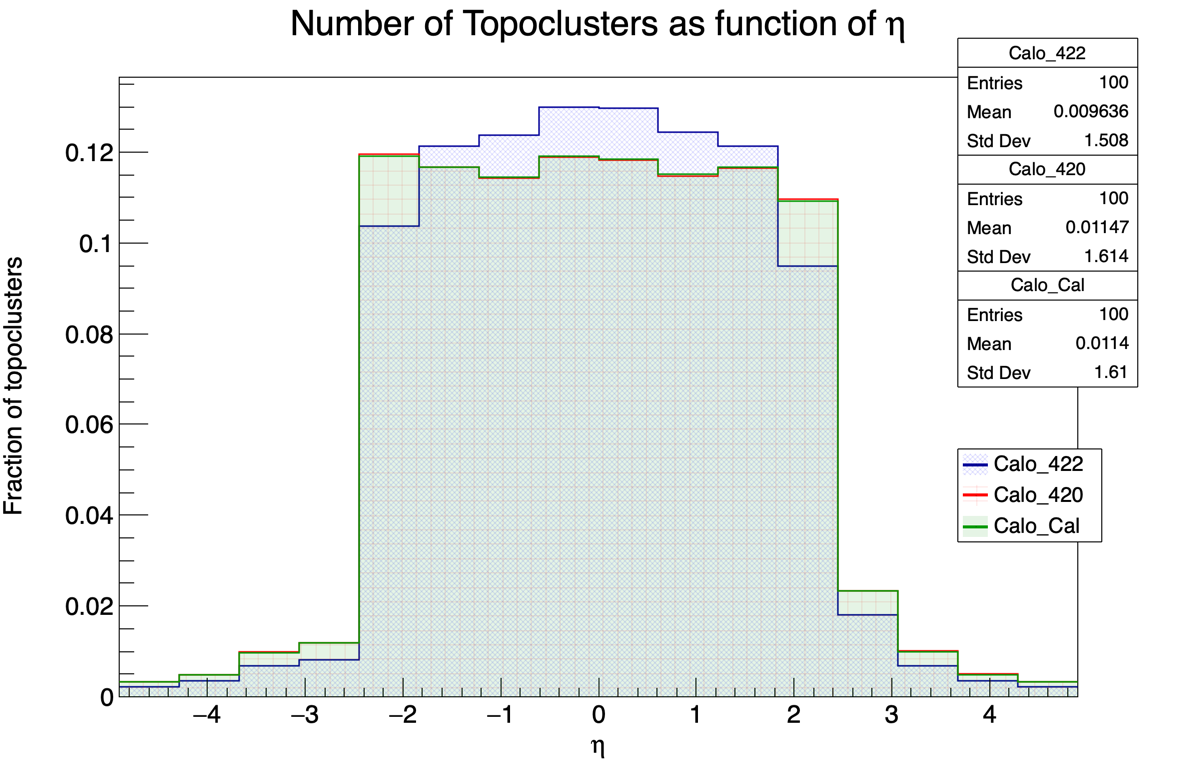 Number of Topoclusters as function of η
Calo_422
Entries 100
Mean 0.009636
Std Dev 1.508
Calo_420
Entries 100
Mean 0.01147
Std Dev 1.614
Calo_Cal
Entries 100
Mean 0.0114
Std Dev 1.61
Calo_422
Calo_420
Calo_Cal
Fraction of topoclusters
0.12
0.1
0.08
0.06
0.04
0.02
0
−4 −3 −2 −1 0 1 2 3 4
η